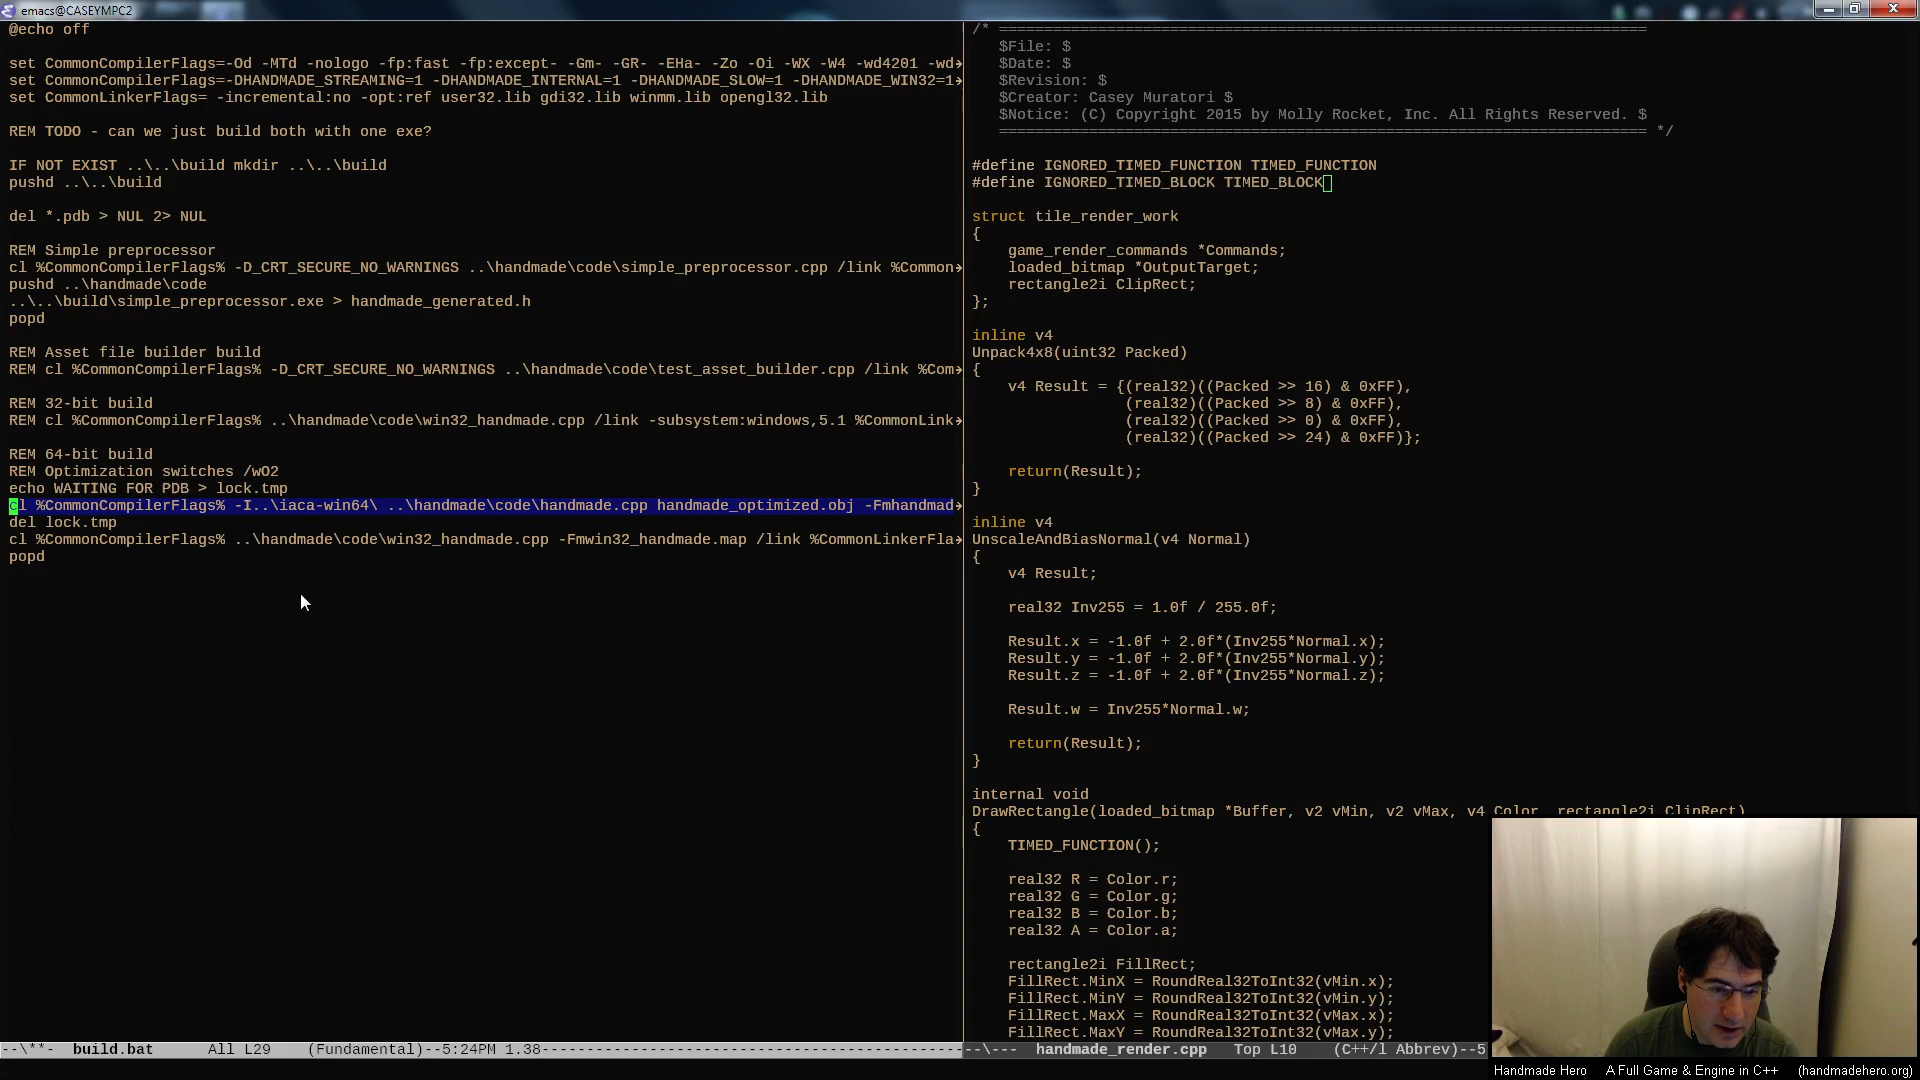 emacs@CASEYMPC2
@echo off
set CommonCompilerFlags=-Od -MTd -nologo -fp:fast -fp:except- -Gm- -GR- -EHa- -Zo -Oi -WX -W4 -wd4201 -wd
set CommonCompilerFlags=-DHANDMADE_STREAMING=1 -DHANDMADE_INTERNAL=1 -DHANDMADE_SLOW=1 -DHANDMADE_WIN32=1
set CommonLinkerFlags= -incremental:no -opt:ref user32.lib gdi32.lib winmm.lib opengl32.lib
REM TODO - can we just build both with one exe?
IF NOT EXIST ..\..\build mkdir ..\..\build
pushd ..\..\build
del *.pdb > NUL 2> NUL
REM Simple preprocessor
cl %CommonCompilerFlags% -D_CRT_SECURE_NO_WARNINGS ..\handmade\code\simple_preprocessor.cpp /link %Common
pushd ..\handmade\code
..\..\build\simple_preprocessor.exe > handmade_generated.h
popd
REM Asset file builder build
REM cl %CommonCompilerFlags% -D_CRT_SECURE_NO_WARNINGS ..\handmade\code\test_asset_builder.cpp /link %Com
REM 32-bit build
REM cl %CommonCompilerFlags% ..\handmade\code\win32_handmade.cpp /link -subsystem:windows,5.1 %CommonLink
REM 64-bit build
REM Optimization switches /wO2
echo WAITING FOR PDB > lock.tmp
cl %CommonCompilerFlags% -I..\iaca-win64\ ..\handmade\code\handmade.cpp handmade_optimized.obj -Fmhandmad
del lock.tmp
cl %CommonCompilerFlags% ..\handmade\code\win32_handmade.cpp -Fmwin32_handmade.map /link %CommonLinkerFla
popd
--\**-  build.bat      All L29    (Fundamental)--5:24PM 1.38-----------------------------------------------
/* ========================================================================
   $File: $
   $Date: $
   $Revision: $
   $Creator: Casey Muratori $
   $Notice: (C) Copyright 2015 by Molly Rocket, Inc. All Rights Reserved. $
   ======================================================================== */
#define IGNORED_TIMED_FUNCTION TIMED_FUNCTION
#define IGNORED_TIMED_BLOCK TIMED_BLOCK
struct tile_render_work
{
    game_render_commands *Commands;
    loaded_bitmap *OutputTarget;
    rectangle2i ClipRect;
};
inline v4
Unpack4x8(uint32 Packed)
{
    v4 Result = {(real32)((Packed >> 16) & 0xFF),
                 (real32)((Packed >> 8) & 0xFF),
                 (real32)((Packed >> 0) & 0xFF),
                 (real32)((Packed >> 24) & 0xFF)};
    return(Result);
}
inline v4
UnscaleAndBiasNormal(v4 Normal)
{
    v4 Result;
    real32 Inv255 = 1.0f / 255.0f;
    Result.x = -1.0f + 2.0f*(Inv255*Normal.x);
    Result.y = -1.0f + 2.0f*(Inv255*Normal.y);
    Result.z = -1.0f + 2.0f*(Inv255*Normal.z);
    Result.w = Inv255*Normal.w;
    return(Result);
}
internal void
DrawRectangle(loaded_bitmap *Buffer, v2 vMin, v2 vMax, v4 Color, rectangle2i ClipRect)
{
    TIMED_FUNCTION();
    real32 R = Color.r;
    real32 G = Color.g;
    real32 B = Color.b;
    real32 A = Color.a;
    rectangle2i FillRect;
    FillRect.MinX = RoundReal32ToInt32(vMin.x);
    FillRect.MinY = RoundReal32ToInt32(vMin.y);
    FillRect.MaxX = RoundReal32ToInt32(vMax.x);
    FillRect.MaxY = RoundReal32ToInt32(vMax.y);
--\---  handmade_render.cpp   Top L10    (C++/l Abbrev)--5
Handmade Hero   A Full Game & Engine in C++   (handmadehero.org)